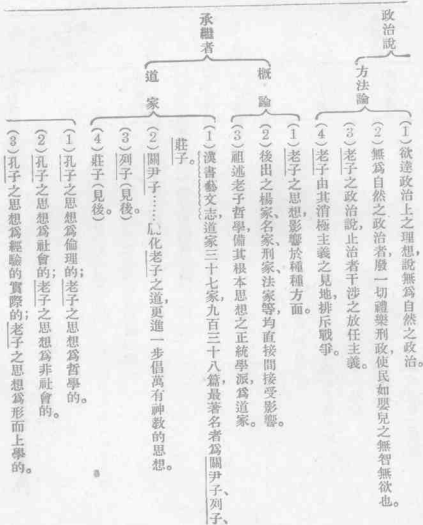 政治說
方法論
(1)欲達政治上之理想，說無為自然之政治。
(2)無為自然之政治者，廢一切禮樂刑政，使民如嬰兒之無智無欲也。
(3)老子之政治說，止治者干涉之放任主義。
4 老子由其消極主義之見地排斥戰爭。
承繼者
概論
(1)老子之思想，影響於種種方面。
(2)後出之楊家、名家、刑家、法家等，均直接間接受影響。
(3)祖述老子哲學，備其根本思想之正統學派為道家。
道家
(1)漢書藝文志道家三十七家，九百三十八篇，最著名者為關尹子、列子、
莊子。
(2)關尹子……化老子之道，更進一步倡萬有神教的思想。
(3)列子(見後)
(4)莊子(見後)
(1)孔子之思想為倫理的；老子之思想為哲學的。
(2)孔子之思想為社會的；老子之思想為非社會的。
(3)孔子之思想為經驗的實際的；老子之思想為形而上學的。